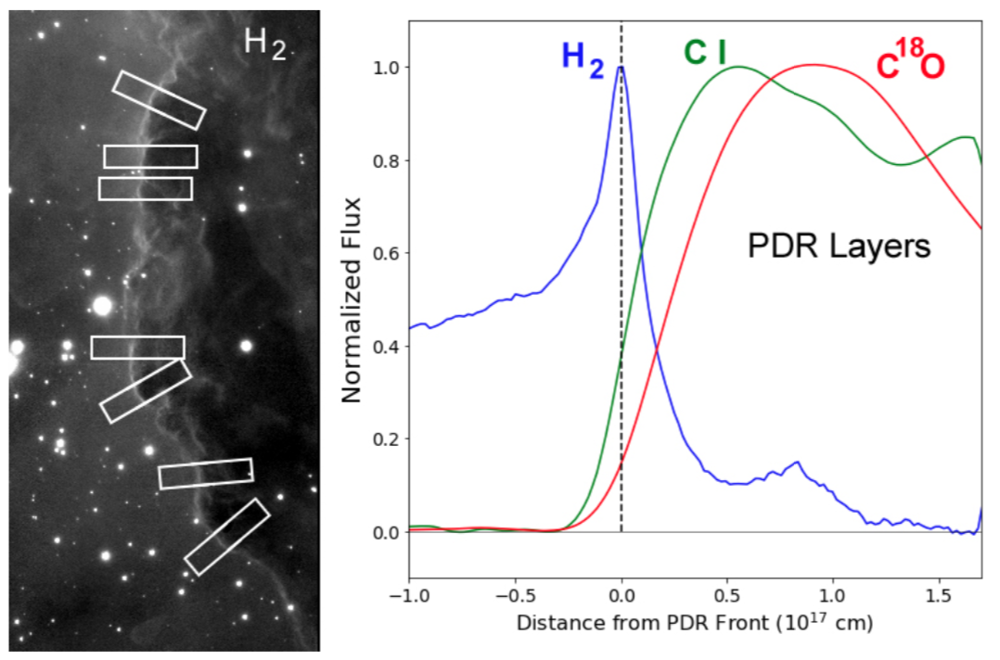 H2
H2
C I
C18O
PDR Layers
Normalized Flux
1.0
0.8
0.6
0.4
0.2
0.0
−1.0 −0.5 0.0 0.5 1.0 1.5
Distance from PDR Front (10^17 cm)